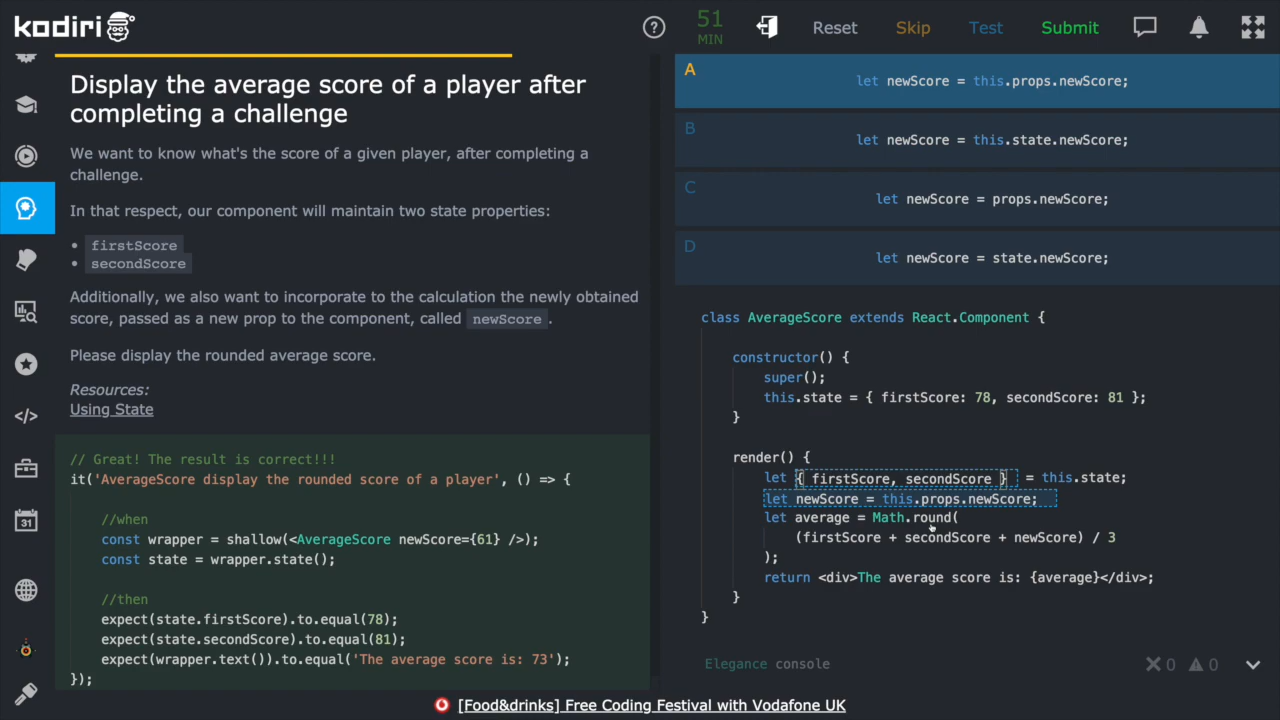 kodiri
?
51
MIN
Reset
Skip
Test
Submit
Display the average score of a player after
completing a challenge
We want to know what's the score of a given player, after completing a
challenge.
In that respect, our component will maintain two state properties:
• firstScore
• secondScore
Additionally, we also want to incorporate to the calculation the newly obtained
score, passed as a new prop to the component, called newScore.
Please display the rounded average score.
Resources:
Using State
// Great! The result is correct!!!
it('AverageScore display the rounded score of a player', () => {
//when
const wrapper = shallow(<AverageScore newScore={61} />);
const state = wrapper.state();
//then
expect(state.firstScore).to.equal(78);
expect(state.secondScore).to.equal(81);
expect(wrapper.text()).to.equal('The average score is: 73');
});
A
let newScore = this.props.newScore;
B
let newScore = this.state.newScore;
C
let newScore = props.newScore;
D
let newScore = state.newScore;
class AverageScore extends React.Component {
constructor() {
super();
this.state = { firstScore: 78, secondScore: 81 };
}
render() {
let { firstScore, secondScore } = this.state;
let newScore = this.props.newScore;
let average = Math.round(
(firstScore + secondScore + newScore) / 3
);
return <div>The average score is: {average}</div>;
}
}
Elegance console
0
0
</>
31
[Food&drinks] Free Coding Festival with Vodafone UK